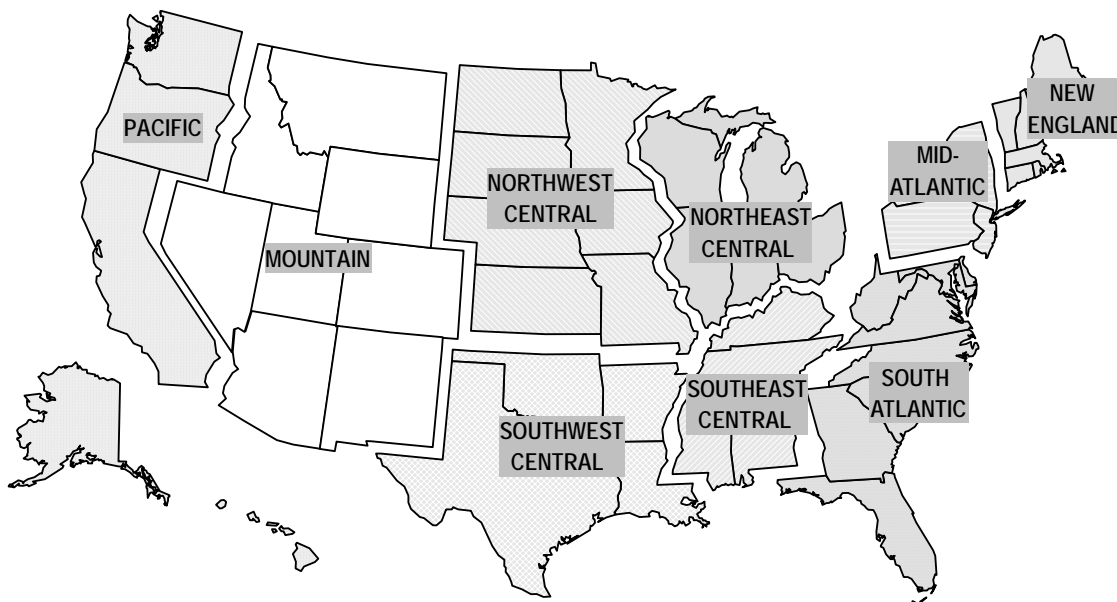 PACIFIC
MOUNTAIN
NORTHWEST
CENTRAL
SOUTHWEST
CENTRAL
NORTHEAST
CENTRAL
SOUTHEAST
CENTRAL
SOUTH
ATLANTIC
MID-
ATLANTIC
NEW
ENGLAND